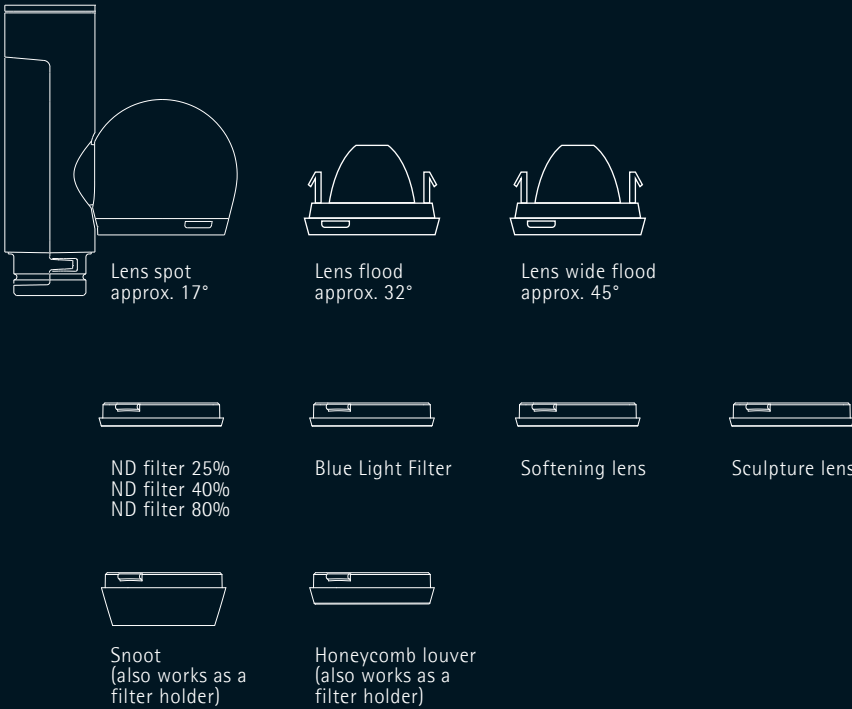 Lens spot
approx. 17°
Lens flood
approx. 32°
Lens wide flood
approx. 45°
ND filter 25%
ND filter 40%
ND filter 80%
Blue Light Filter
Softening lens
Sculpture lens
Snoot
(also works as a
filter holder)
Honeycomb louver
(also works as a
filter holder)